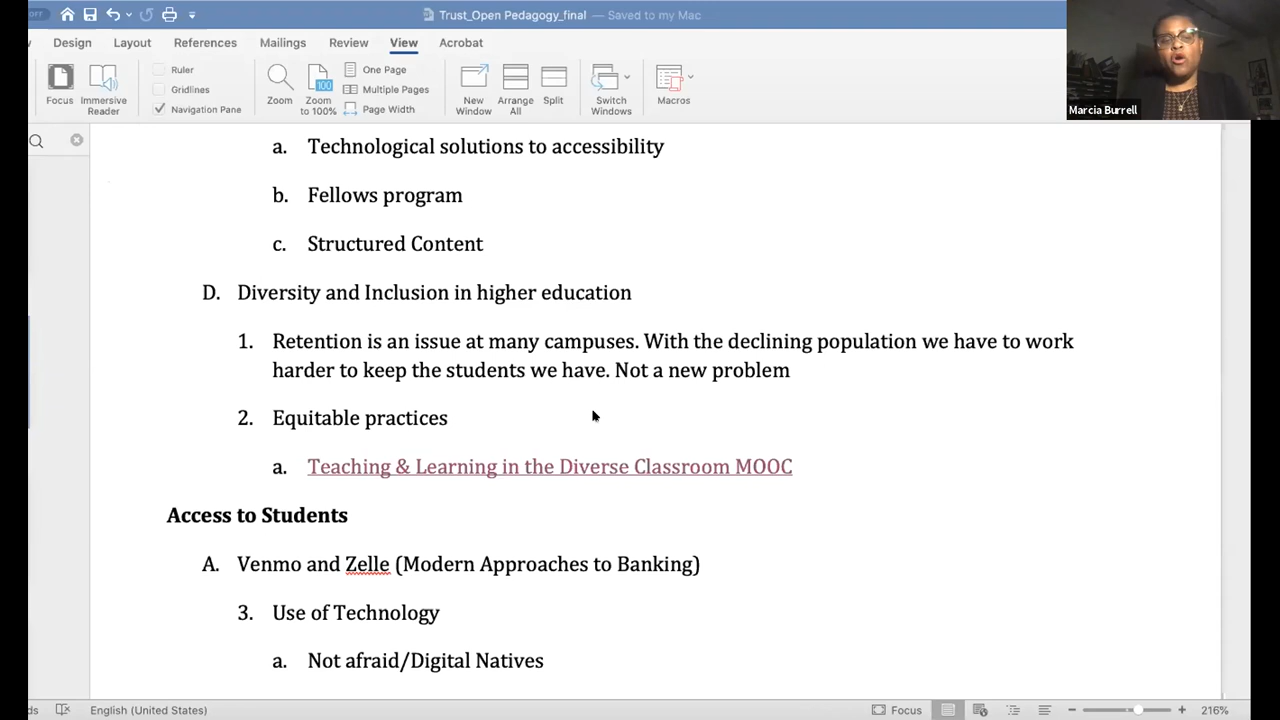 Trust_Open Pedagogy_final — Saved to my Mac
Design Layout References Mailings Review View Acrobat
Focus
Immersive Reader
Ruler
Gridlines
Navigation Pane
Zoom
Zoom to 100%
One Page
Multiple Pages
Page Width
New Window
Arrange All
Split
Switch Windows
Macros
Marcia Burrell
a. Technological solutions to accessibility
b. Fellows program
c. Structured Content
D. Diversity and Inclusion in higher education
1. Retention is an issue at many campuses. With the declining population we have to work
harder to keep the students we have. Not a new problem
2. Equitable practices
a. Teaching & Learning in the Diverse Classroom MOOC
Access to Students
A. Venmo and Zelle (Modern Approaches to Banking)
3. Use of Technology
a. Not afraid/Digital Natives
English (United States) Focus 216%